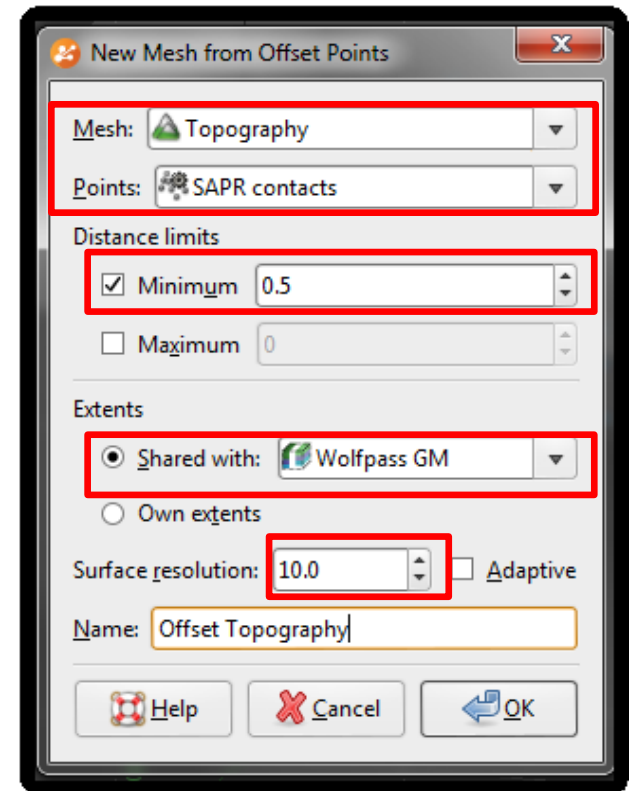 New Mesh from Offset Points
Mesh: Topography
Points: SAPR contacts
Distance limits
Minimum 0.5
Maximum 0
Extents
Shared with: Wolfpass GM
Own extents
Surface resolution: 10.0 Adaptive
Name: Offset Topography
Help Cancel OK